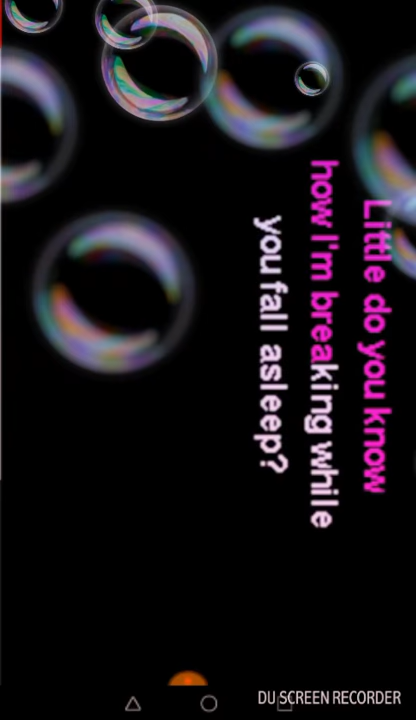 Little do you know
how I'm breaking while
you fall asleep?
DU SCREEN RECORDER